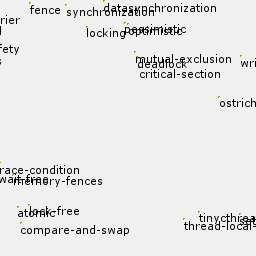 fence
datasynchronization
synchronization
rier
locking
pessimistic
optimistic
fety
s
mutual-exclusion
deadlock
wri
critical-section
ostrich
race-condition
wait-free
memory-fences
atomic
lock-free
tinycthrea
thread-local-
compare-and-swap